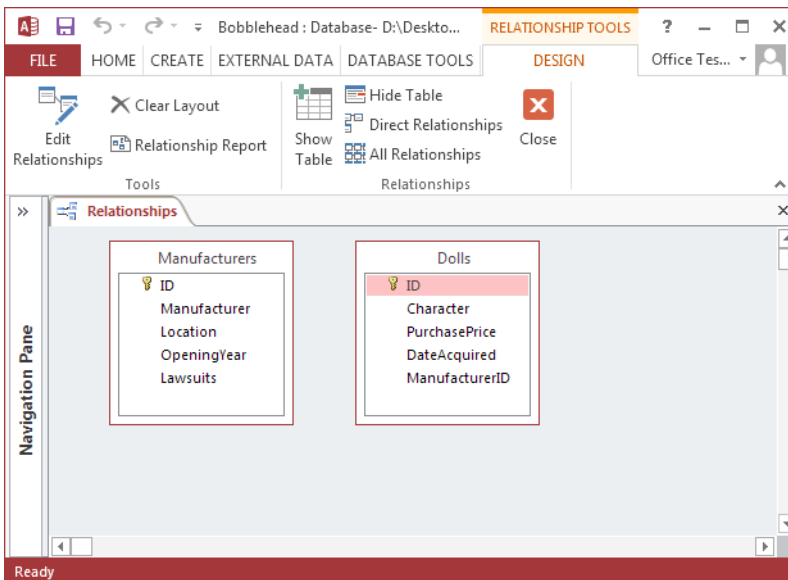 Bobblehead : Database- D:\Deskto...
RELATIONSHIP TOOLS
?
FILE
HOME
CREATE
EXTERNAL DATA
DATABASE TOOLS
DESIGN
Office Tes...
Edit
Relationships
Clear Layout
Relationship Report
Tools
Show
Table
Hide Table
Direct Relationships
All Relationships
Relationships
Close
Relationships
Navigation Pane
Manufacturers
ID
Manufacturer
Location
OpeningYear
Lawsuits
Dolls
ID
Character
PurchasePrice
DateAcquired
ManufacturerID
Ready